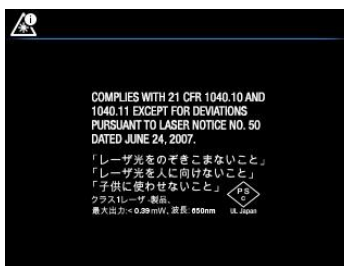 COMPLIES WITH 21 CFR 1040.10 AND
1040.11 EXCEPT FOR DEVIATIONS
PURSUANT TO LASER NOTICE NO. 50
DATED JUNE 24, 2007.
「レーザ光をのぞきこまないこと」
「レーザ光を人に向けないこと」
「子供に使わせないこと」
クラス1レーザ 製品、
最大出力:< 0.39 mW, 波長: 650nm
PS
C
UL Japan